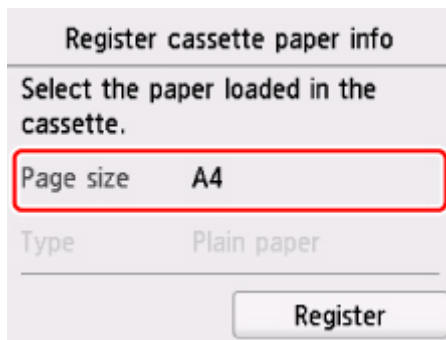 Register cassette paper info
Select the paper loaded in the
cassette.
Page size A4
Type Plain paper
Register